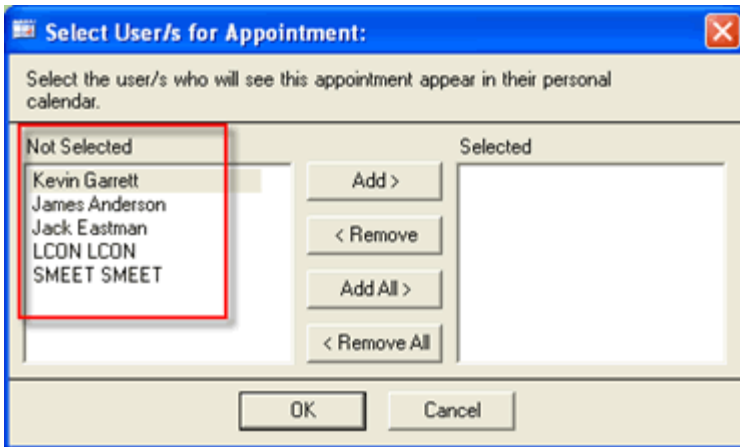 Select User/s for Appointment:
Select the user/s who will see this appointment appear in their personal
calendar.
Not Selected
Selected
Kevin Garrett
James Anderson
Jack Eastman
LCON LCON
SMEET SMEET
Add >
< Remove
Add All >
< Remove All
OK
Cancel